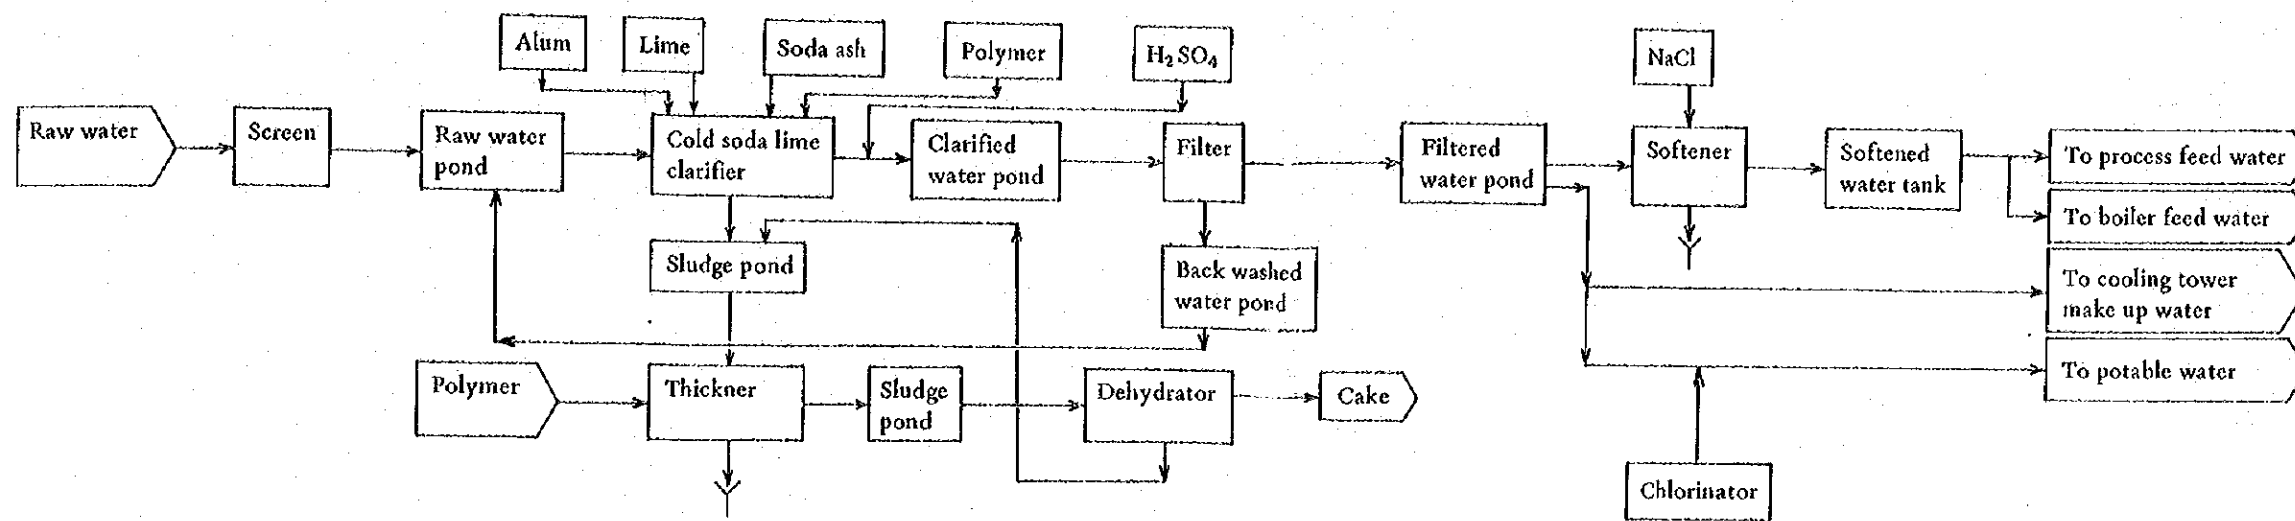 Alum
Lime
Soda ash
Polymer
H₂SO₄
NaCl
Raw water
Screen
Raw water
pond
Cold soda lime
clarifier
Clarified
water pond
Filter
Filtered
water pond
Softener
Softened
water tank
To process feed water
To boiler feed water
Sludge pond
Back washed
water pond
To cooling tower
make up water
Polymer
Thickner
Sludge
pond
Dehydrator
Cake
To potable water
Chlorinator